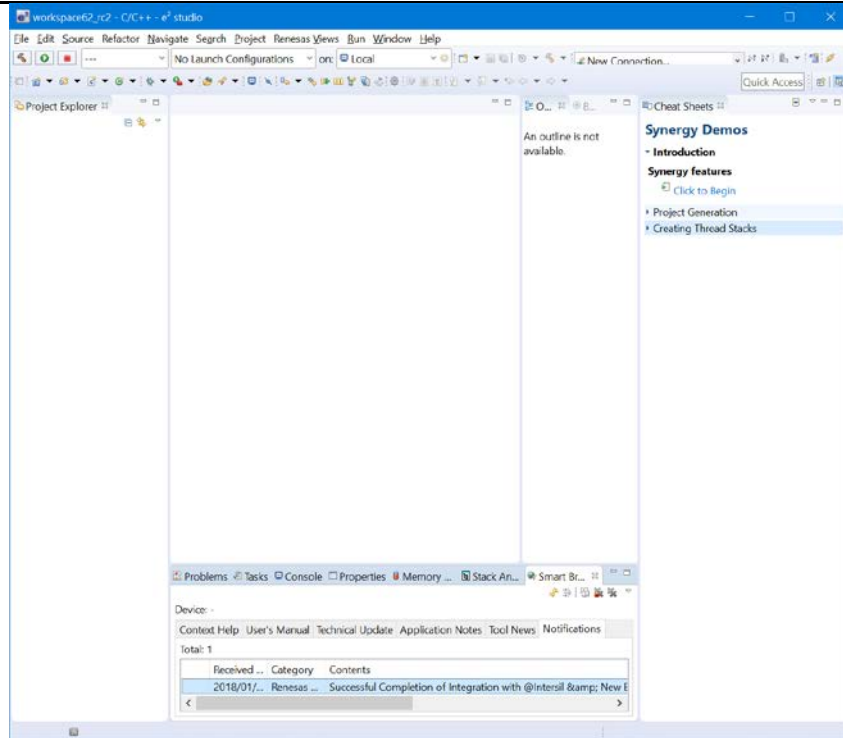 workspace62_rc2 - C/C++ - e² studio
File Edit Source Refactor Navigate Search Project Renesas Views Run Window Help
--- No Launch Configurations on: Local New Connection...
Quick Access
Project Explorer
O...
B...
An outline is not
available.
Cheat Sheets
Synergy Demos
Introduction
Synergy features
Click to Begin
Project Generation
Creating Thread Stacks
Problems Tasks Console Properties Memory ... Stack An... Smart Br...
Device: -
Context Help User's Manual Technical Update Application Notes Tool News Notifications
Total: 1
Received ... Category Contents
2018/01/... Renesas ... Successful Completion of Integration with @Intersil &amp; New E